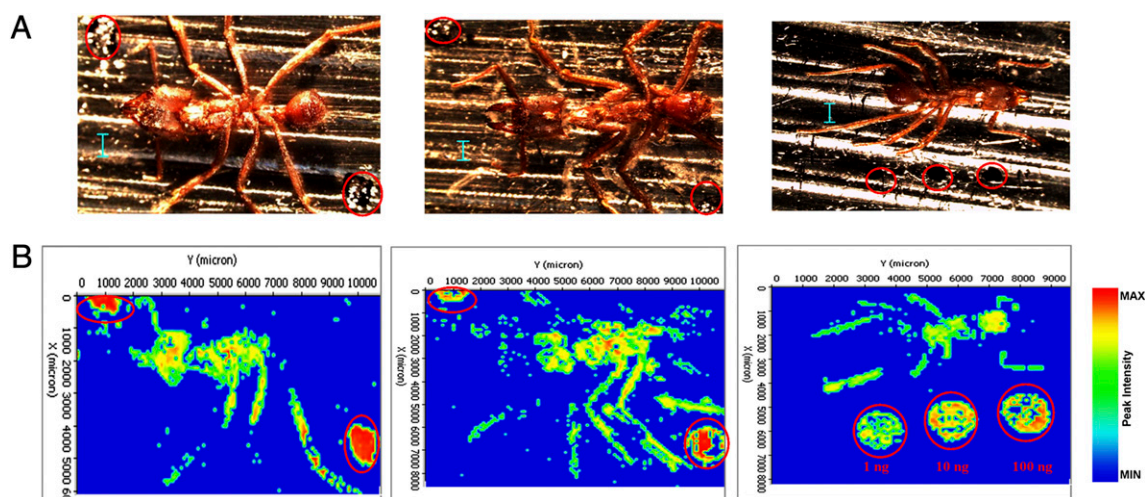 A
B
Y (micron)
0 1000 2000 3000 4000 5000 6000 7000 8000 9000 10000
X (micron)
0 1000 2000 3000 4000 5000
Y (micron)
0 1000 2000 3000 4000 5000 6000 7000 8000 9000 10000
X (micron)
0 1000 2000 3000 4000 5000 6000 7000 8000
Y (micron)
0 1000 2000 3000 4000 5000 6000 7000 8000 9000
X (micron)
0 1000 2000 3000 4000 5000 6000 7000 8000
1 ng 10 ng 100 ng
MAX
Peak Intensity
MIN